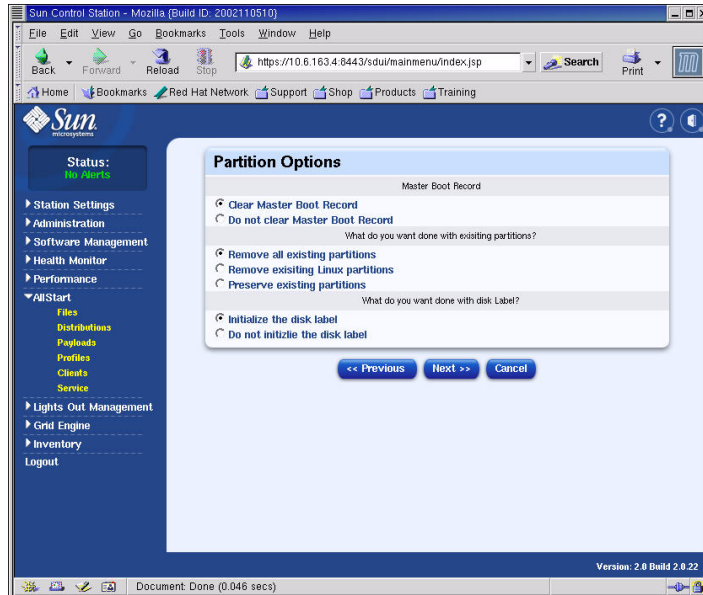 Sun Control Station - Mozilla {Build ID: 2002110510}
File Edit View Go Bookmarks Tools Window Help
Back Forward Reload Stop https://10.6.163.4:8443/sdui/mainmenu/index.jsp Search Print
Home Bookmarks Red Hat Network Support Shop Products Training
Sun
microsystems
Status:
No Alerts
Station Settings
Administration
Software Management
Health Monitor
Performance
AllStart
Files
Distributions
Payloads
Profiles
Clients
Service
Lights Out Management
Grid Engine
Inventory
Logout
Partition Options
Master Boot Record
Clear Master Boot Record
Do not clear Master Boot Record
What do you want done with exisiting partitions?
Remove all existing partitions
Remove exisiting Linux partitions
Preserve existing partitions
What do you want done with disk Label?
Initialize the disk label
Do not initizlie the disk label
<< Previous Next >> Cancel
Version: 2.0 Build 2.0.22
Document: Done (0.046 secs)